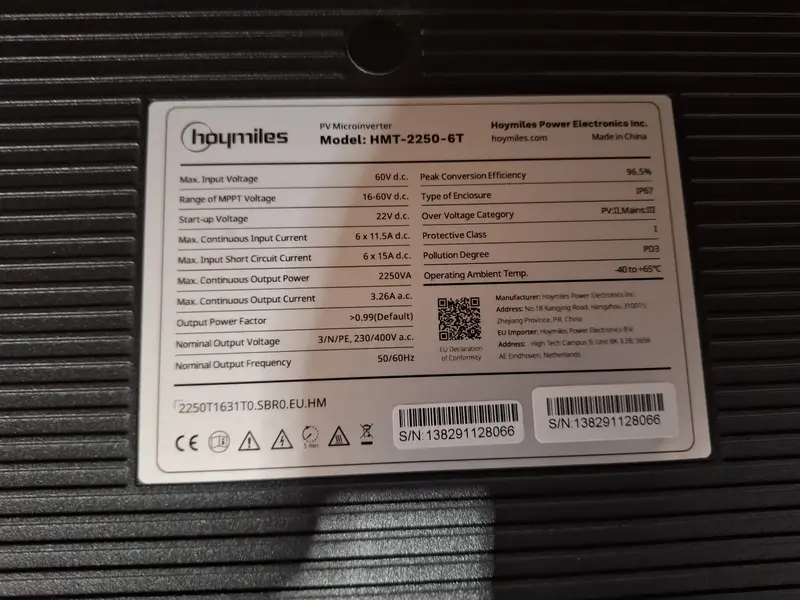 hoymiles
PV Microinverter
Model: HMT-2250-6T
Hoymiles Power Electronics Inc.
hoymiles.com Made in China
Max. Input Voltage 60V d.c.
Range of MPPT Voltage 16-60V d.c.
Start-up Voltage 22V d.c.
Max. Continuous Input Current 6 x 11.5A d.c.
Max. Input Short Circuit Current 6 x 15A d.c.
Max. Continuous Output Power 2250VA
Max. Continuous Output Current 3.26A a.c.
Output Power Factor >0.99(Default)
Nominal Output Voltage 3/N/PE, 230/400V a.c.
Nominal Output Frequency 50/60Hz
Peak Conversion Efficiency 96.5%
Type of Enclosure IP67
Over Voltage Category PV:II,Mains:III
Protective Class I
Pollution Degree PD3
Operating Ambient Temp. -40 to +65℃
EU Declaration
of Conformity
Manufacturer: Hoymiles Power Electronics Inc.
Address: No.18 Kangjing Road, Hangzhou, 310015,
Zhejiang Province, P.R. China
EU Importer: Hoymiles Power Electronics B.V.
Address: High Tech Campus 9, Unit BK 3.28, 5656
AE Eindhoven, Netherlands
2250T1631T0.SBR0.EU.HM
CE
5 min
S/N:138291128066
S/N:138291128066